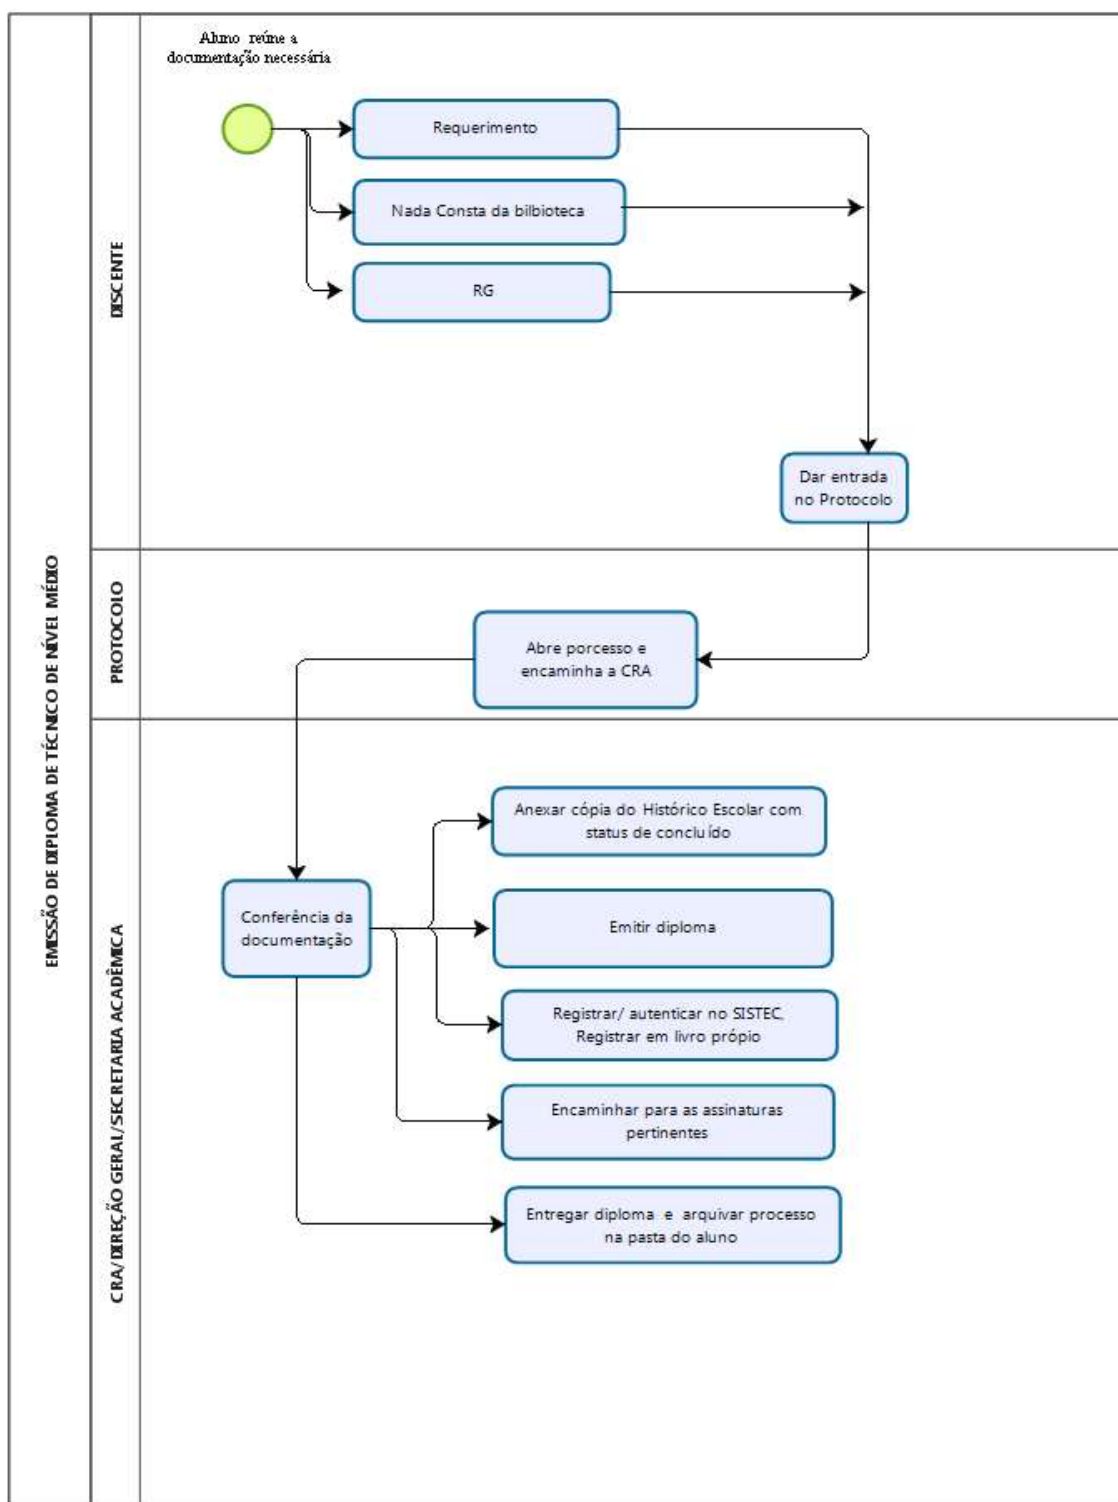 EMISSÃO DE DIPLOMA DE TÉCNICO DE NÍVEL MÉDIO
DISCENTE
Aluno reúne a
documentação necessária
Requerimento
Nada Consta da bilbioteca
RG
Dar entrada
no Protocolo
PROTOCOLO
Abre porcesso e
encaminha a CRA
CRA/DIREÇÃO GERAL/SECRETARIA ACADÊMICA
Conferência da
documentação
Anexar cópia do Histórico Escolar com
status de concluído
Emitir diploma
Registrar/ autenticar no SISTEC,
Registrar em livro própio
Encaminhar para as assinaturas
pertinentes
Entregar diploma e arquivar processo
na pasta do aluno